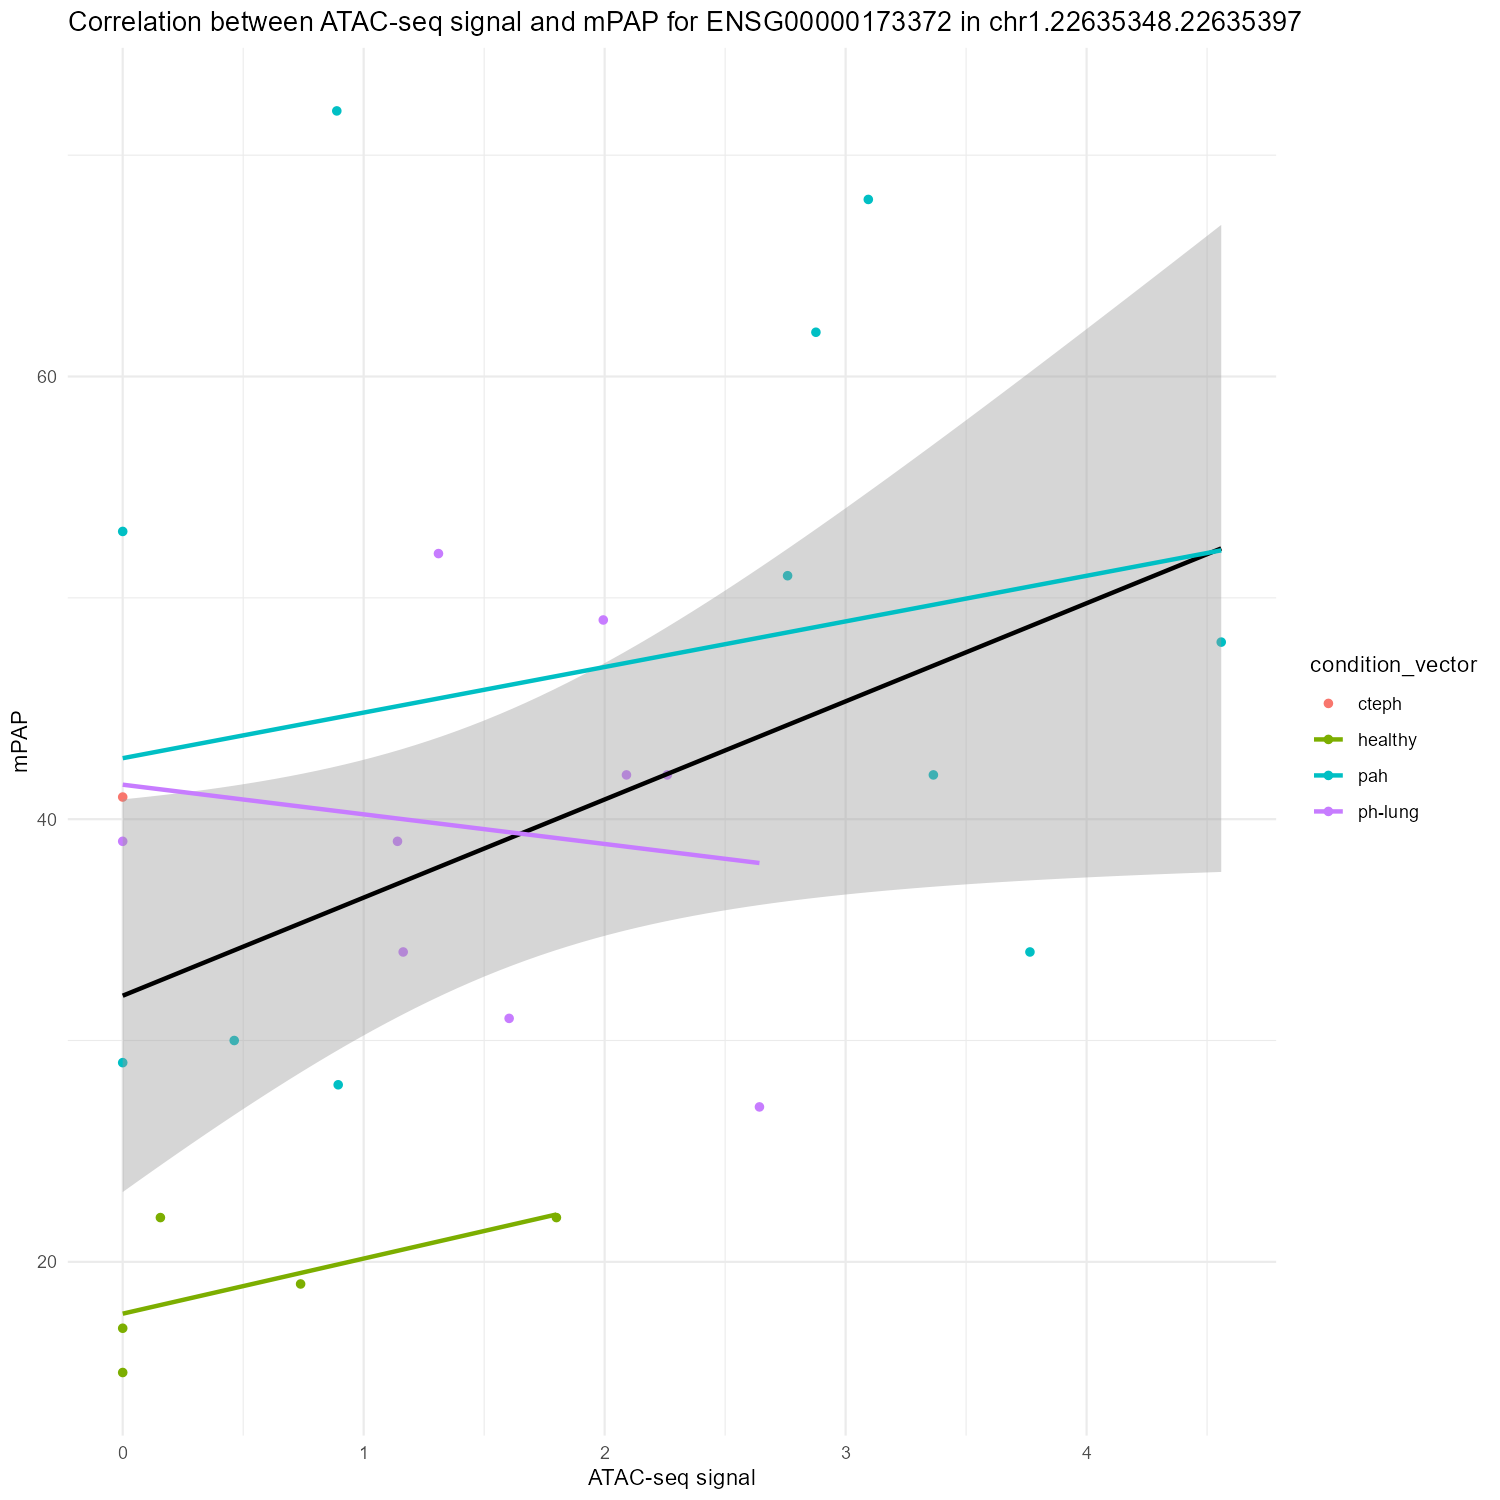 Correlation between ATAC-seq signal and mPAP for ENSG00000173372 in chr1.22635348.22635397
60
40
20
mPAP
0 1 2 3 4
ATAC-seq signal
condition_vector
cteph
healthy
pah
ph-lung